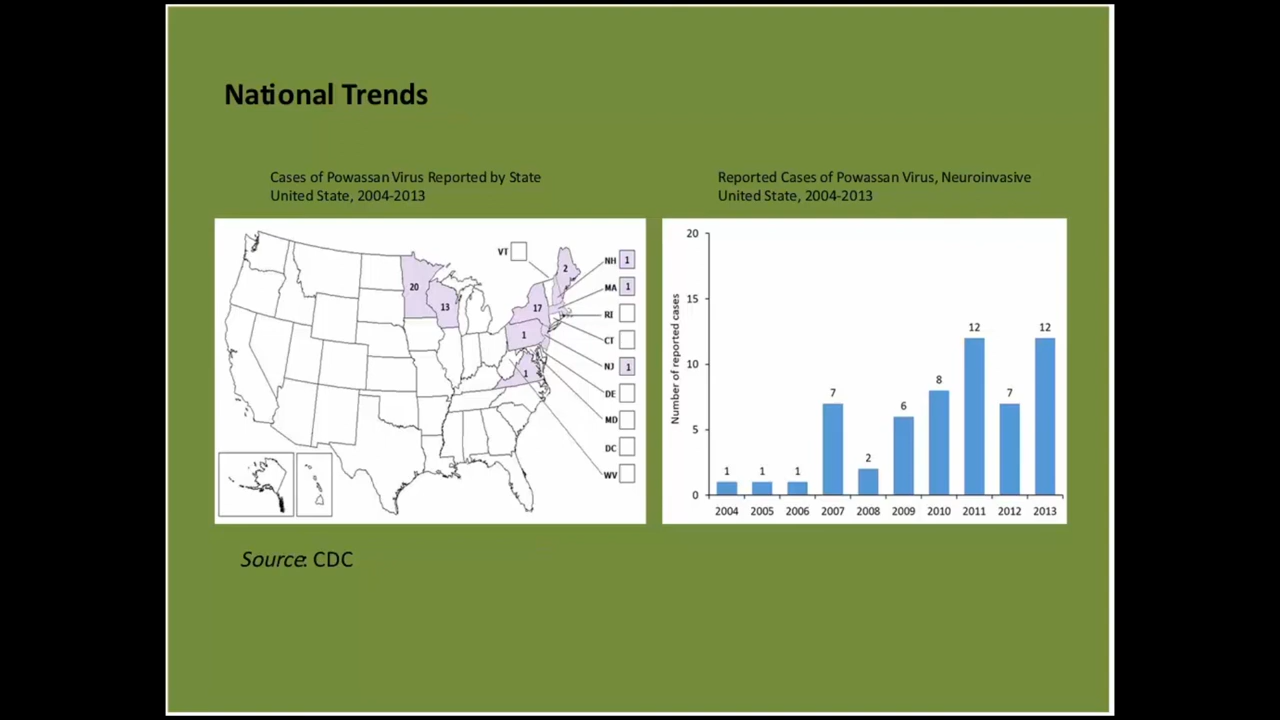 National Trends
Cases of Powassan Virus Reported by State
United State, 2004-2013
VT
2
NH 1
MA 1
20
13
17
RI
1
CT
NJ 1
1
DE
MD
DC
WV
Reported Cases of Powassan Virus, Neuroinvasive
United State, 2004-2013
Number of reported cases
20
15
10
5
0
1
1
1
7
2
6
8
12
7
12
2004 2005 2006 2007 2008 2009 2010 2011 2012 2013
Source: CDC